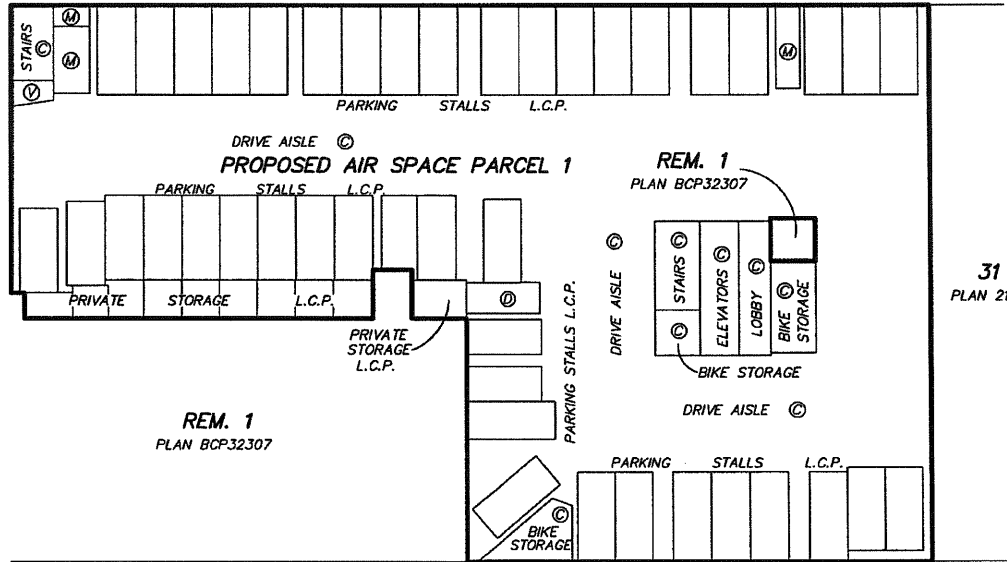 STAIRS Ⓒ
Ⓜ
Ⓜ
Ⓥ
Ⓜ
PARKING STALLS L.C.P.
DRIVE AISLE Ⓒ
PROPOSED AIR SPACE PARCEL 1
REM. 1
PLAN BCP32307
PARKING STALLS L.C.P.
PRIVATE STORAGE L.C.P.
Ⓓ
PRIVATE
STORAGE
L.C.P.
PARKING STALLS L.C.P.
DRIVE AISLE Ⓒ
STAIRS Ⓒ
Ⓒ
ELEVATORS Ⓒ
LOBBY Ⓒ
BIKE Ⓒ
STORAGE
BIKE STORAGE
31
PLAN 21
DRIVE AISLE Ⓒ
REM. 1
PLAN BCP32307
PARKING STALLS L.C.P.
Ⓒ
BIKE
STORAGE